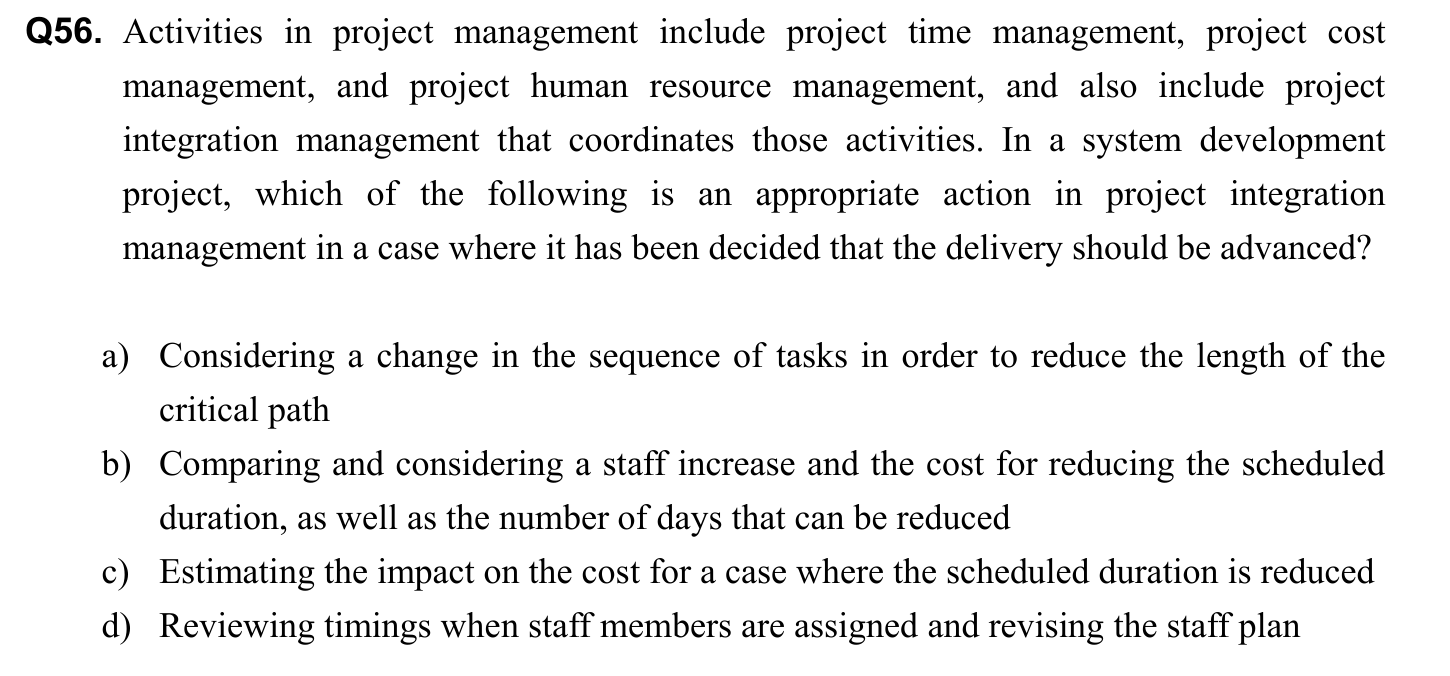 Q56. Activities in project management include project time management, project cost
management, and project human resource management, and also include project
integration management that coordinates those activities. In a system development
project, which of the following is an appropriate action in project integration
management in a case where it has been decided that the delivery should be advanced?
a) Considering a change in the sequence of tasks in order to reduce the length of the
critical path
b) Comparing and considering a staff increase and the cost for reducing the scheduled
duration, as well as the number of days that can be reduced
c) Estimating the impact on the cost for a case where the scheduled duration is reduced
d) Reviewing timings when staff members are assigned and revising the staff plan